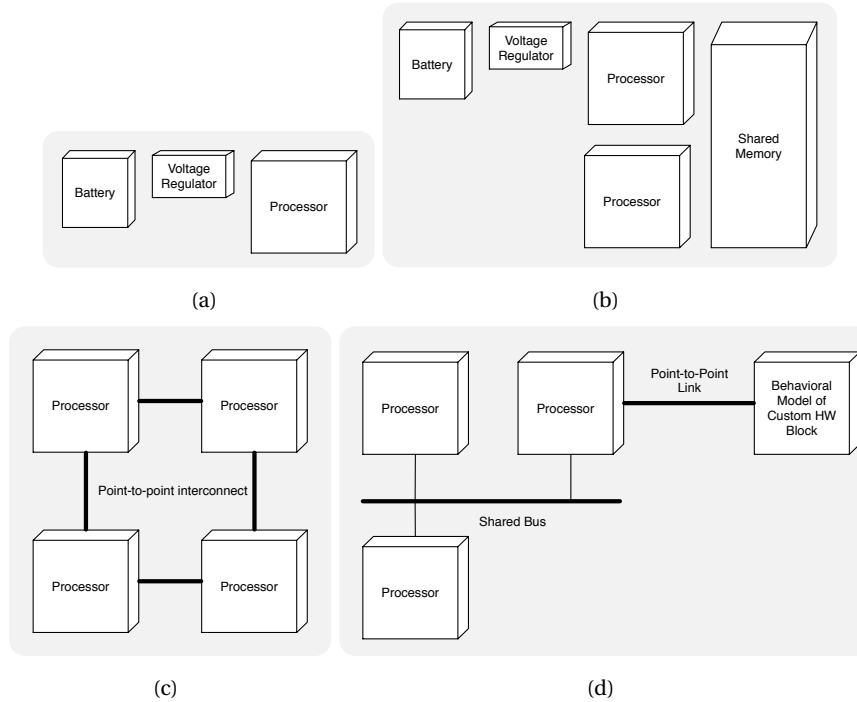 Battery
Voltage
Regulator
Processor
(a)
Battery
Voltage
Regulator
Processor
Processor
Shared
Memory
(b)
Processor
Processor
Point-to-point interconnect
Processor
Processor
(c)
Processor
Processor
Point-to-Point
Link
Behavioral
Model of
Custom HW
Block
Shared Bus
Processor
(d)